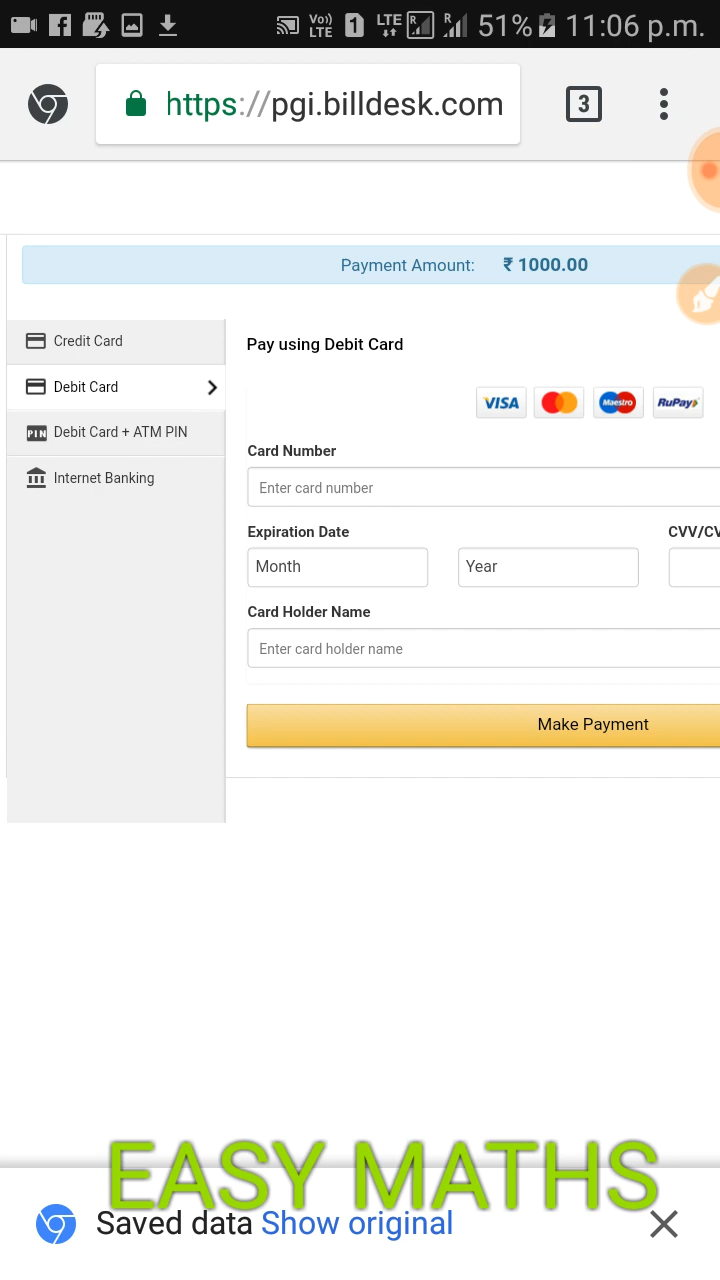 Vo))
LTE
1
LTE
R
R
51%
11:06 p.m.
https://pgi.billdesk.com
3
Payment Amount: ₹ 1000.00
Credit Card
Debit Card
PIN Debit Card + ATM PIN
Internet Banking
Pay using Debit Card
VISA
Maestro
RuPay
Card Number
Enter card number
Expiration Date
CVV/CV
Month
Year
Card Holder Name
Enter card holder name
Make Payment
EASY MATHS
Saved data Show original